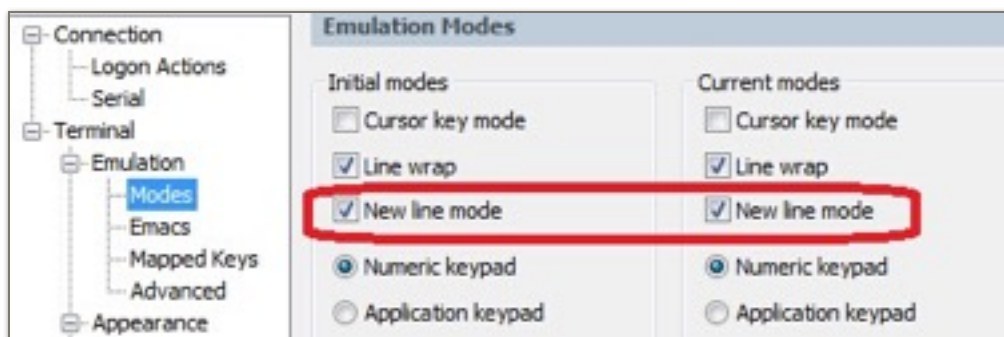 Connection
Logon Actions
Serial
Terminal
Emulation
Modes
Emacs
Mapped Keys
Advanced
Appearance
Emulation Modes
Initial modes
Cursor key mode
Line wrap
New line mode
Numeric keypad
Application keypad
Current modes
Cursor key mode
Line wrap
New line mode
Numeric keypad
Application keypad